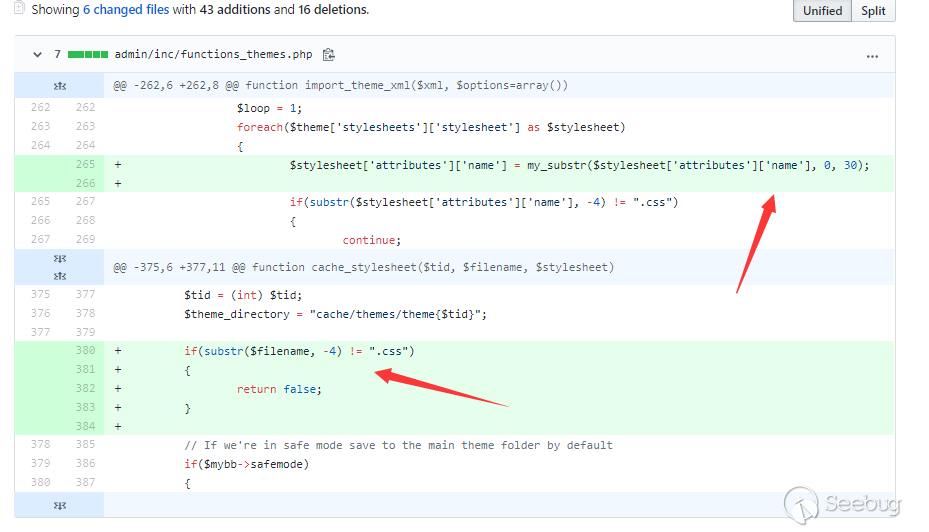 Showing 6 changed files with 43 additions and 16 deletions.
Unified Split
7 admin/inc/functions_themes.php
@@ -262,6 +262,8 @@ function import_theme_xml($xml, $options=array())
262 262 $loop = 1;
263 263 foreach($theme['stylesheets']['stylesheet'] as $stylesheet)
264 264 {
265 + $stylesheet['attributes']['name'] = my_substr($stylesheet['attributes']['name'], 0, 30);
266 +
265 267 if(substr($stylesheet['attributes']['name'], -4) != ".css")
266 268 {
267 269 continue;
@@ -375,6 +377,11 @@ function cache_stylesheet($tid, $filename, $stylesheet)
375 377 $tid = (int) $tid;
376 378 $theme_directory = "cache/themes/theme{$tid}";
377 379
380 + if(substr($filename, -4) != ".css")
381 + {
382 + return false;
383 + }
384 +
378 385 // If we're in safe mode save to the main theme folder by default
379 386 if($mybb->safemode)
380 387 {
Seebug